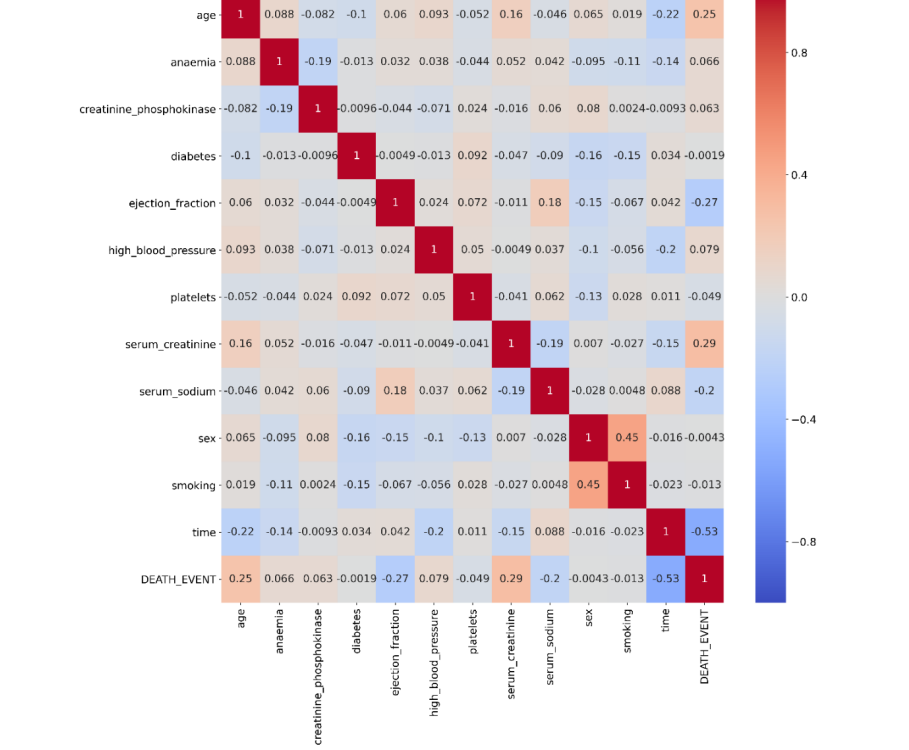 age 1 0.088 -0.082 -0.1 0.06 0.093 -0.052 0.16 -0.046 0.065 0.019 -0.22 0.25
anaemia 0.088 1 -0.19 -0.013 0.032 0.038 -0.044 0.052 0.042 -0.095 -0.11 -0.14 0.066
creatinine_phosphokinase -0.082 -0.19 1 -0.0096 -0.044 -0.071 0.024 -0.016 0.06 0.08 0.0024 -0.0093 0.063
diabetes -0.1 -0.013 -0.0096 1 -0.0049 -0.013 0.092 -0.047 -0.09 -0.16 -0.15 0.034 -0.0019
ejection_fraction 0.06 0.032 -0.044 -0.0049 1 0.024 0.072 -0.011 0.18 -0.15 -0.067 0.042 -0.27
high_blood_pressure 0.093 0.038 -0.071 -0.013 0.024 1 0.05 -0.0049 0.037 -0.1 -0.056 -0.2 0.079
platelets -0.052 -0.044 0.024 0.092 0.072 0.05 1 -0.041 0.062 -0.13 0.028 0.011 -0.049
serum_creatinine 0.16 0.052 -0.016 -0.047 -0.011 -0.0049 -0.041 1 -0.19 0.007 -0.027 -0.15 0.29
serum_sodium -0.046 0.042 0.06 -0.09 0.18 0.037 0.062 -0.19 1 -0.028 0.0048 0.088 -0.2
sex 0.065 -0.095 0.08 -0.16 -0.15 -0.1 -0.13 0.007 -0.028 1 0.45 -0.016 -0.0043
smoking 0.019 -0.11 0.0024 -0.15 -0.067 -0.056 0.028 -0.027 0.0048 0.45 1 -0.023 -0.013
time -0.22 -0.14 -0.0093 0.034 0.042 -0.2 0.011 -0.15 0.088 -0.016 -0.023 1 -0.53
DEATH_EVENT 0.25 0.066 0.063 -0.0019 -0.27 0.079 -0.049 0.29 -0.2 -0.0043 -0.013 -0.53 1
age
anaemia
creatinine_phosphokinase
diabetes
ejection_fraction
high_blood_pressure
platelets
serum_creatinine
serum_sodium
sex
smoking
time
DEATH_EVENT
0.8
0.4
0.0
−0.4
−0.8